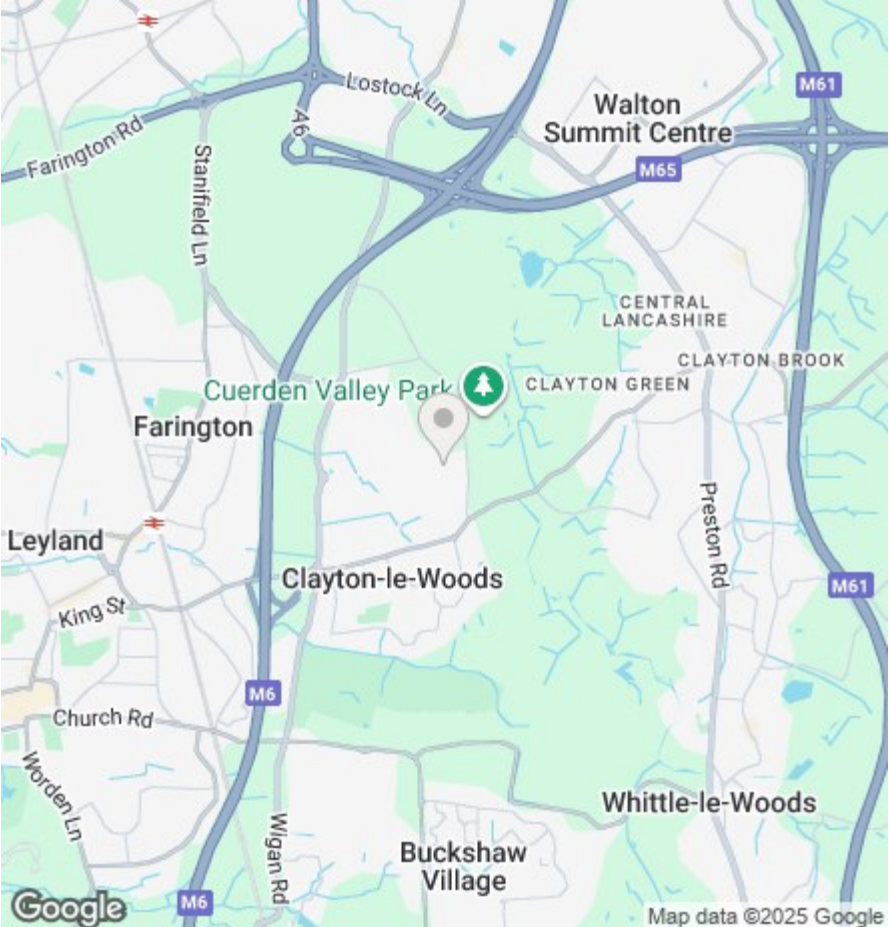 M61
Lostock Ln
Walton
Summit Centre
A6
Farington Rd
M65
Stanifield Ln
CENTRAL
LANCASHIRE
CLAYTON BROOK
Cuerden Valley Park
CLAYTON GREEN
Farington
Preston Rd
Leyland
Clayton-le-Woods
M61
King St
M6
Church Rd
Worden Ln
Whittle-le-Woods
Wigan Rd
Buckshaw
Village
M6
Google
Map data ©2025 Google